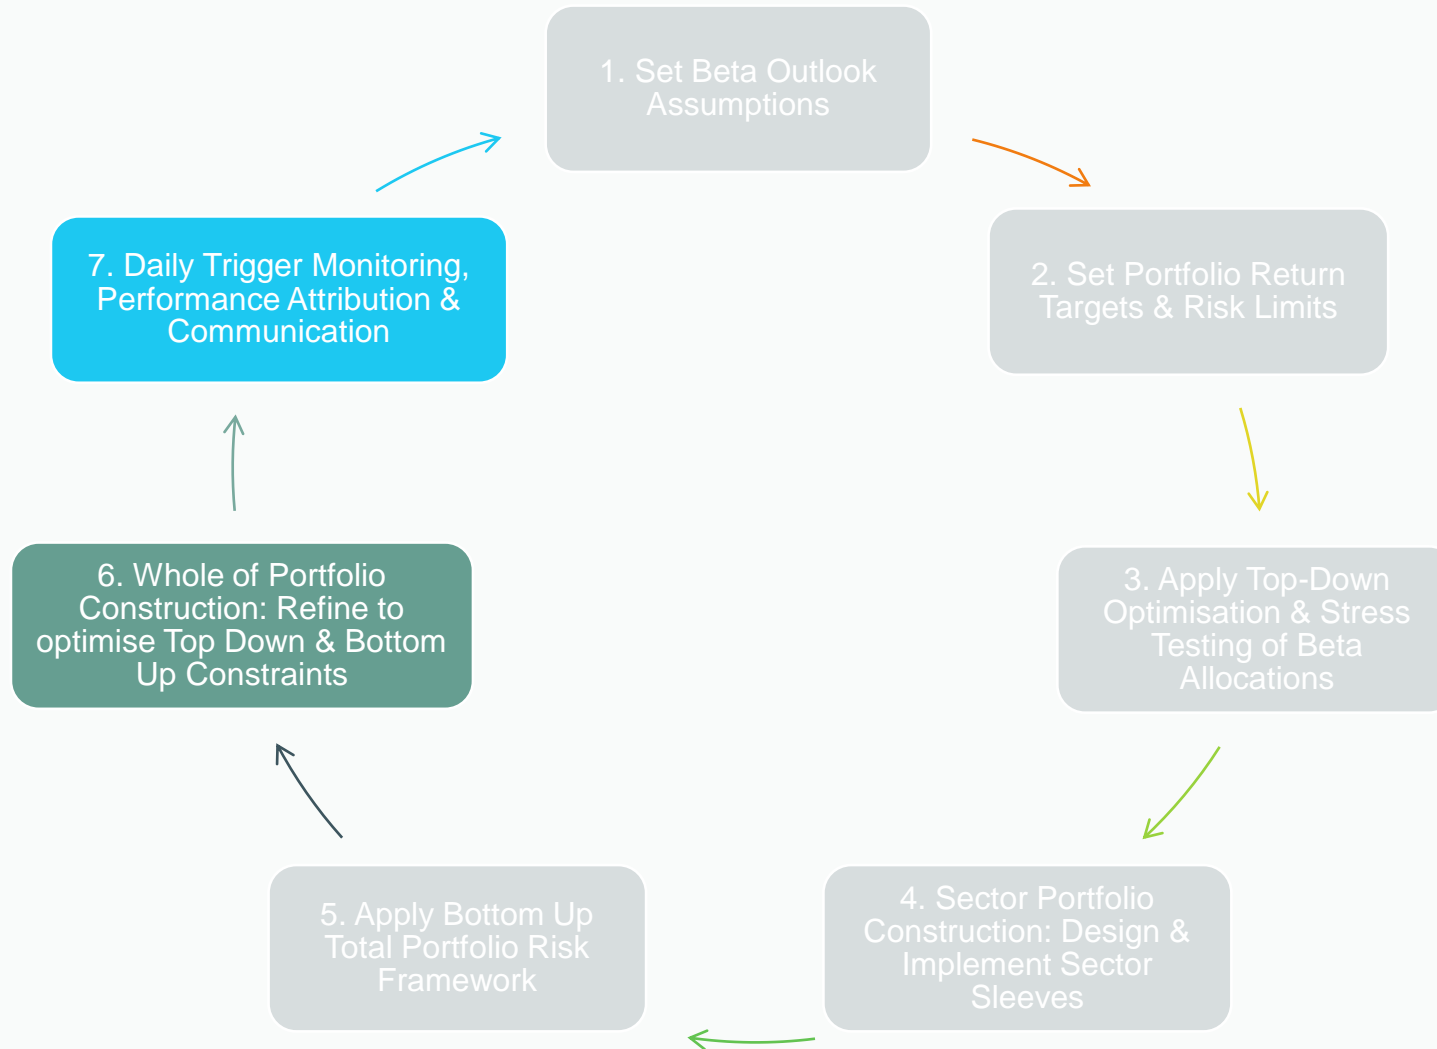 1. Set Beta Outlook
Assumptions
2. Set Portfolio Return
Targets & Risk Limits
3. Apply Top-Down
Optimisation & Stress
Testing of Beta
Allocations
4. Sector Portfolio
Construction: Design &
Implement Sector
Sleeves
5. Apply Bottom Up
Total Portfolio Risk
Framework
6. Whole of Portfolio
Construction: Refine to
optimise Top Down & Bottom
Up Constraints
7. Daily Trigger Monitoring,
Performance Attribution &
Communication